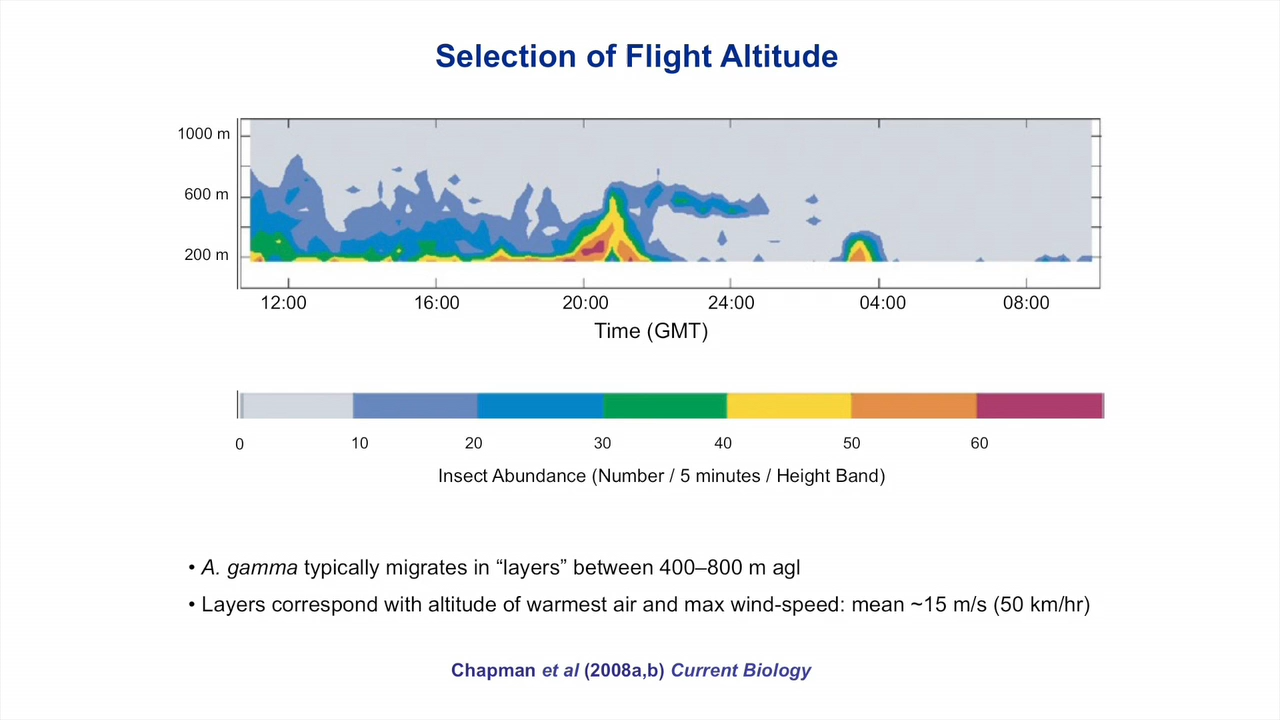 Selection of Flight Altitude
1000 m
600 m
200 m
12:00 16:00 20:00 24:00 04:00 08:00
Time (GMT)
0 10 20 30 40 50 60
Insect Abundance (Number / 5 minutes / Height Band)
• A. gamma typically migrates in “layers” between 400–800 m agl
• Layers correspond with altitude of warmest air and max wind-speed: mean ~15 m/s (50 km/hr)
Chapman et al (2008a,b) Current Biology